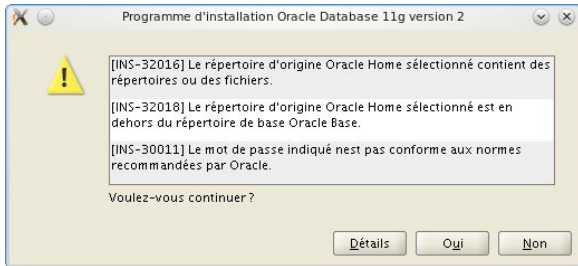 Programme d'installation Oracle Database 11g version 2
[INS-32016] Le répertoire d'origine Oracle Home sélectionné contient des
répertoires ou des fichiers.
[INS-32018] Le répertoire d'origine Oracle Home sélectionné est en
dehors du répertoire de base Oracle Base.
[INS-30011] Le mot de passe indiqué nest pas conforme aux normes
recommandées par Oracle.
Voulez-vous continuer ?
Détails
Oui
Non